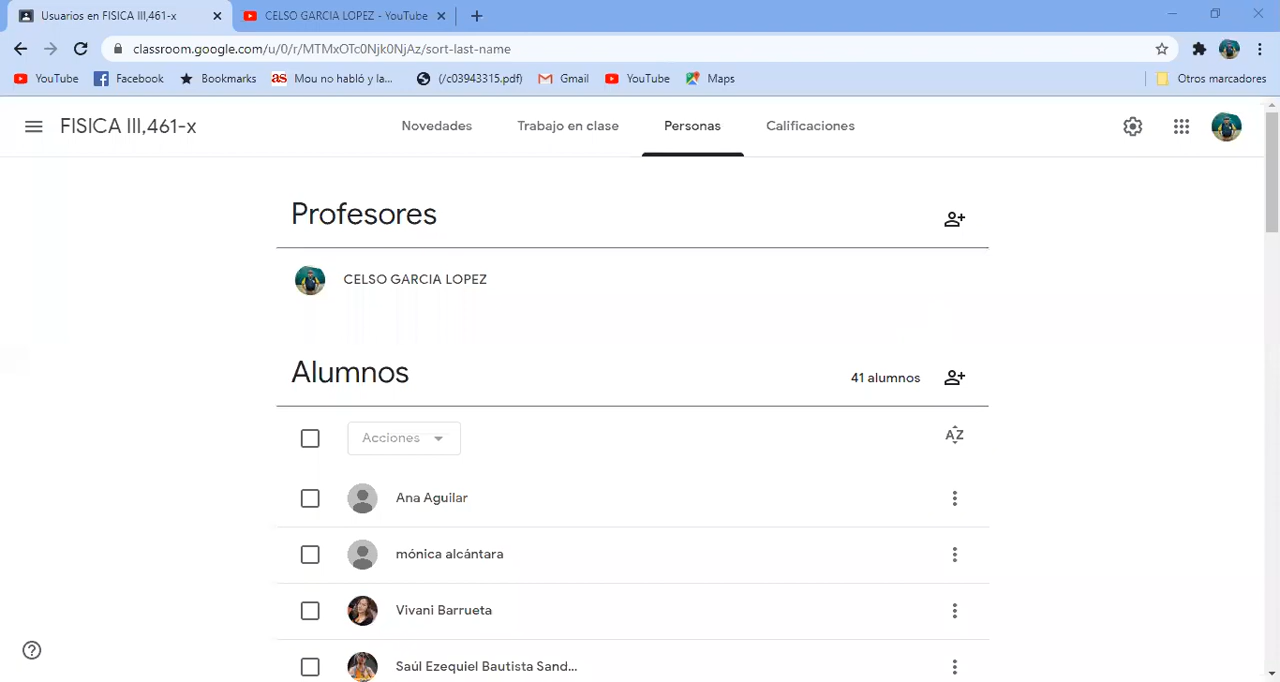 Usuarios en FISICA III,461-x
CELSO GARCIA LOPEZ - YouTube
classroom.google.com/u/0/r/MTMxOTc0Njk0NjAz/sort-last-name
YouTube Facebook Bookmarks Mou no habló y la... (/c03943315.pdf) Gmail YouTube Maps Otros marcadores
FISICA III,461-x
Novedades Trabajo en clase Personas Calificaciones
Profesores
CELSO GARCIA LOPEZ
Alumnos
41 alumnos
Acciones
AZ
Ana Aguilar
mónica alcántara
Vivani Barrueta
Saúl Ezequiel Bautista Sand...